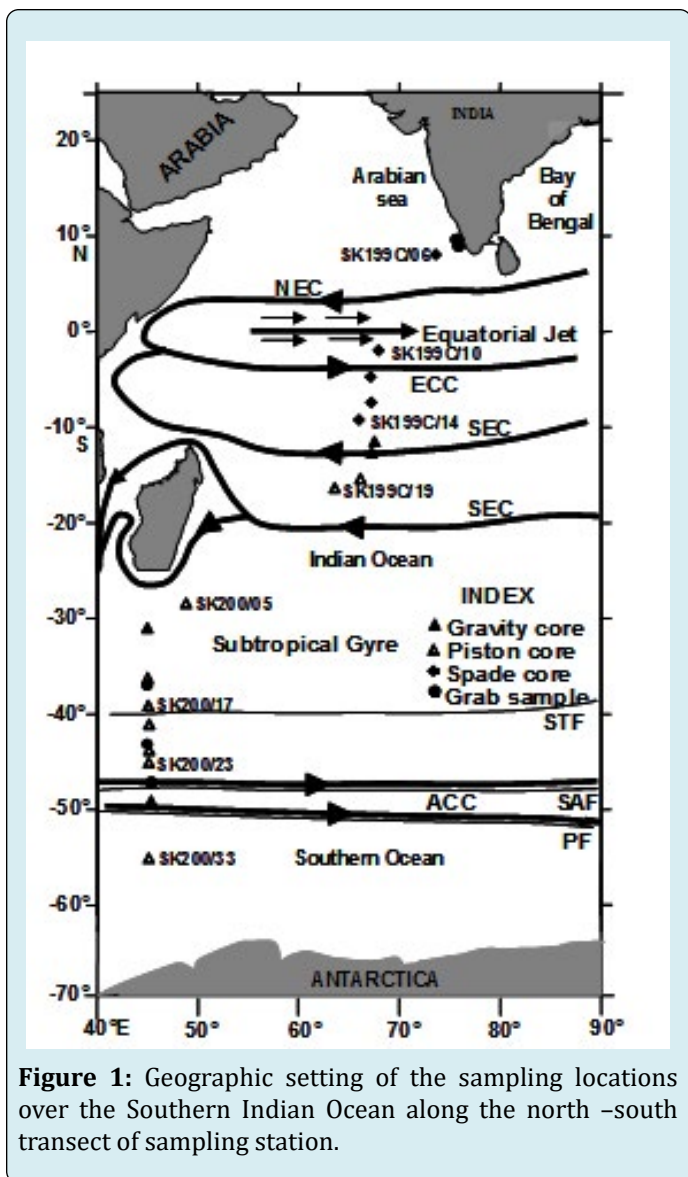 INDIA
20°
ARABIA
Arabian
sea
Bay
of
Bengal
10°
N
SK199C/06
NEC
0°
Equatorial Jet
SK199C/10
ECC
-10°
S
SK199C/14
SEC
SK199C/19
-20°
SEC
Indian Ocean
SK200/05
-30°
INDEX
Gravity core
Piston core
Spade core
Grab sample
Subtropical Gyre
SK200/17
-40°
STF
SK200/23
-50°
ACC
SAF
PF
SK200/33
Southern Ocean
-60°
ANTARCTICA
-70°
40°E
50°
60°
70°
80°
90°
Figure 1: Geographic setting of the sampling locations
over the Southern Indian Ocean along the north –south
transect of sampling station.